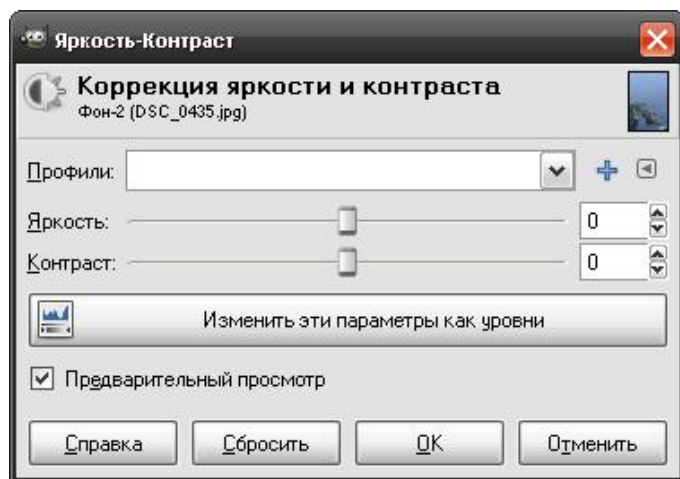 Яркость-Контраст
Коррекция яркости и контраста
Фон-2 (DSC_0435.jpg)
Профили:
Яркость: 0
Контраст: 0
Изменить эти параметры как уровни
Предварительный просмотр
Справка Сбросить OK Отменить